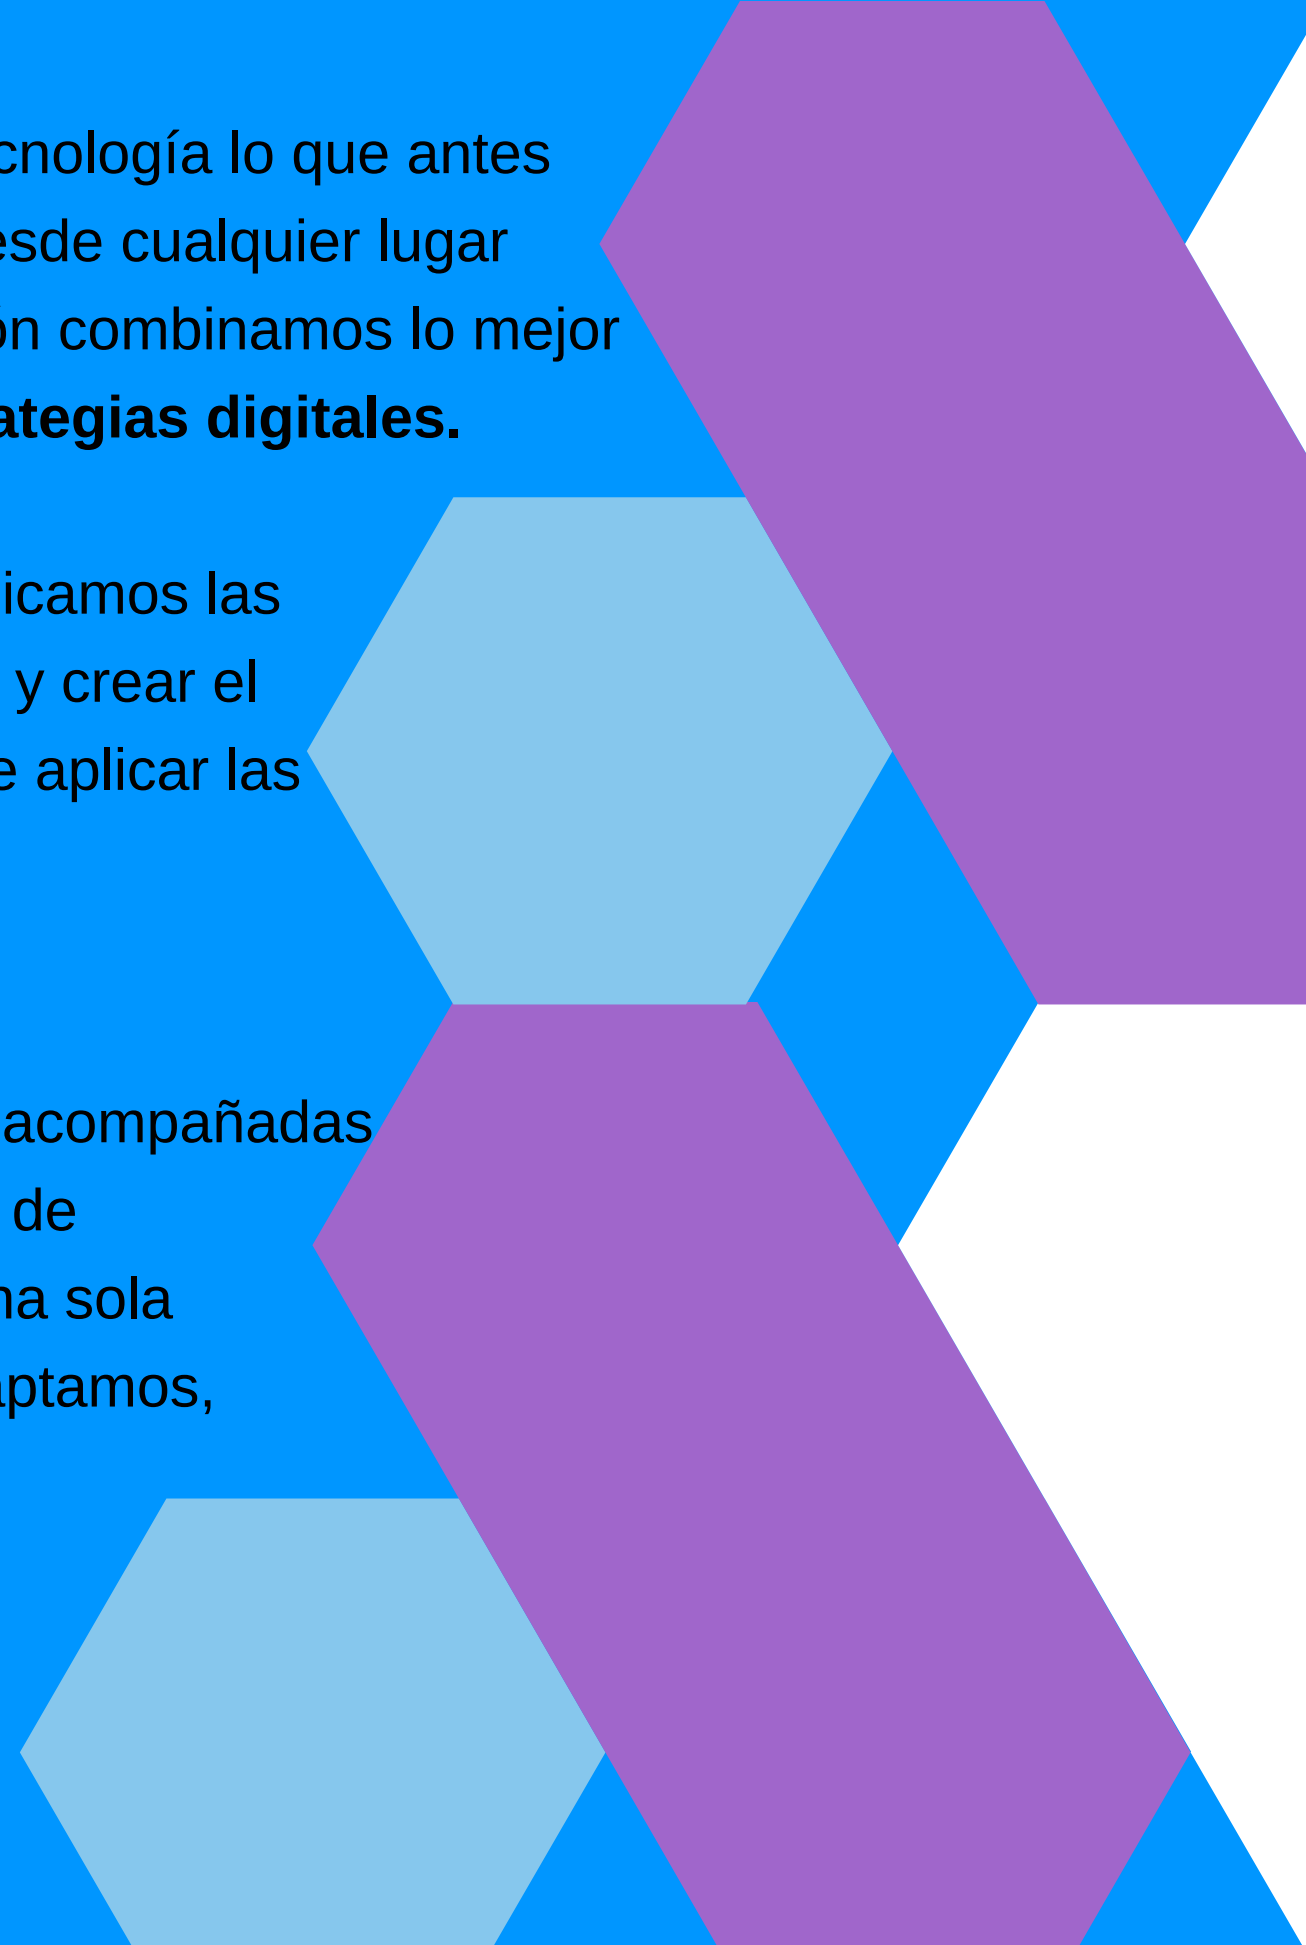 cnología lo que antes
esde cualquier lugar
ón combinamos lo mejor
ategias digitales.
icamos las
y crear el
e aplicar las
acompañadas
de
na sola
aptamos,